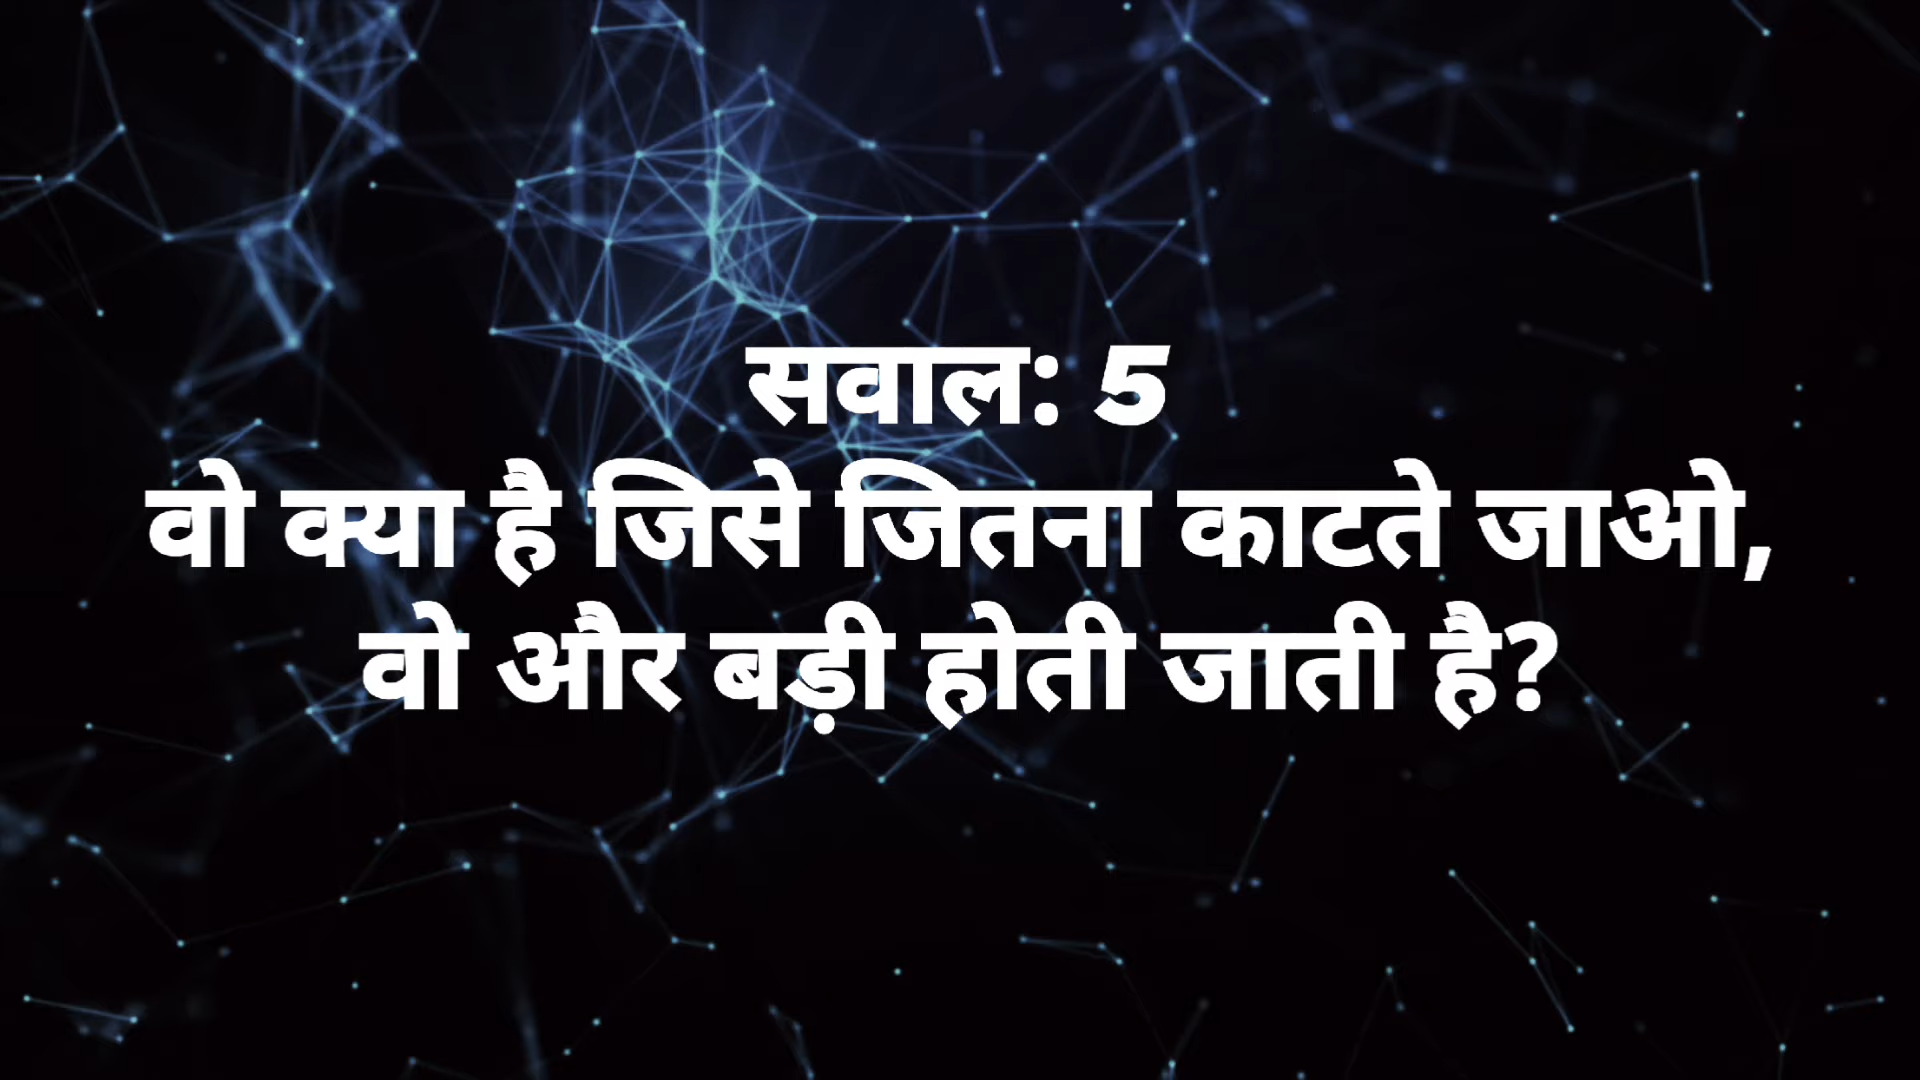 सवाल: 5
वो क्या है जिसे जितना काटते जाओ,
वो और बड़ी होती जाती है?